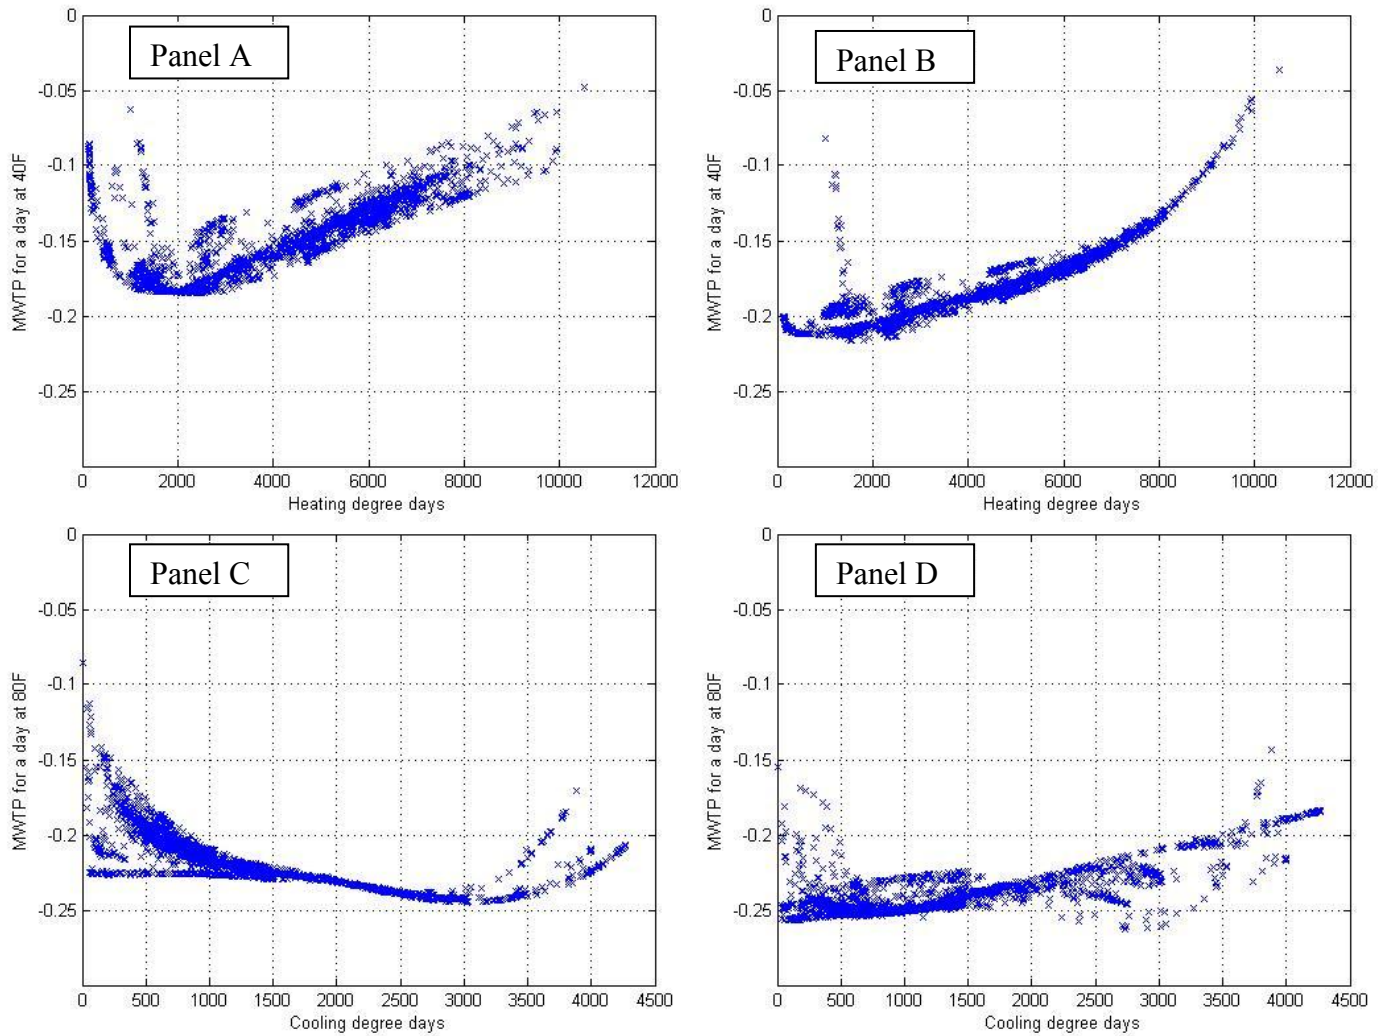 Panel A
0
-0.05
-0.1
-0.15
-0.2
-0.25
MWTP for a day at 40F
0 2000 4000 6000 8000 10000 12000
Heating degree days
Panel B
0
-0.05
-0.1
-0.15
-0.2
-0.25
MWTP for a day at 40F
0 2000 4000 6000 8000 10000 12000
Heating degree days
Panel C
0
-0.05
-0.1
-0.15
-0.2
-0.25
MWTP for a day at 80F
0 500 1000 1500 2000 2500 3000 3500 4000 4500
Cooling degree days
Panel D
0
-0.05
-0.1
-0.15
-0.2
-0.25
MWTP for a day at 80F
0 500 1000 1500 2000 2500 3000 3500 4000 4500
Cooling degree days